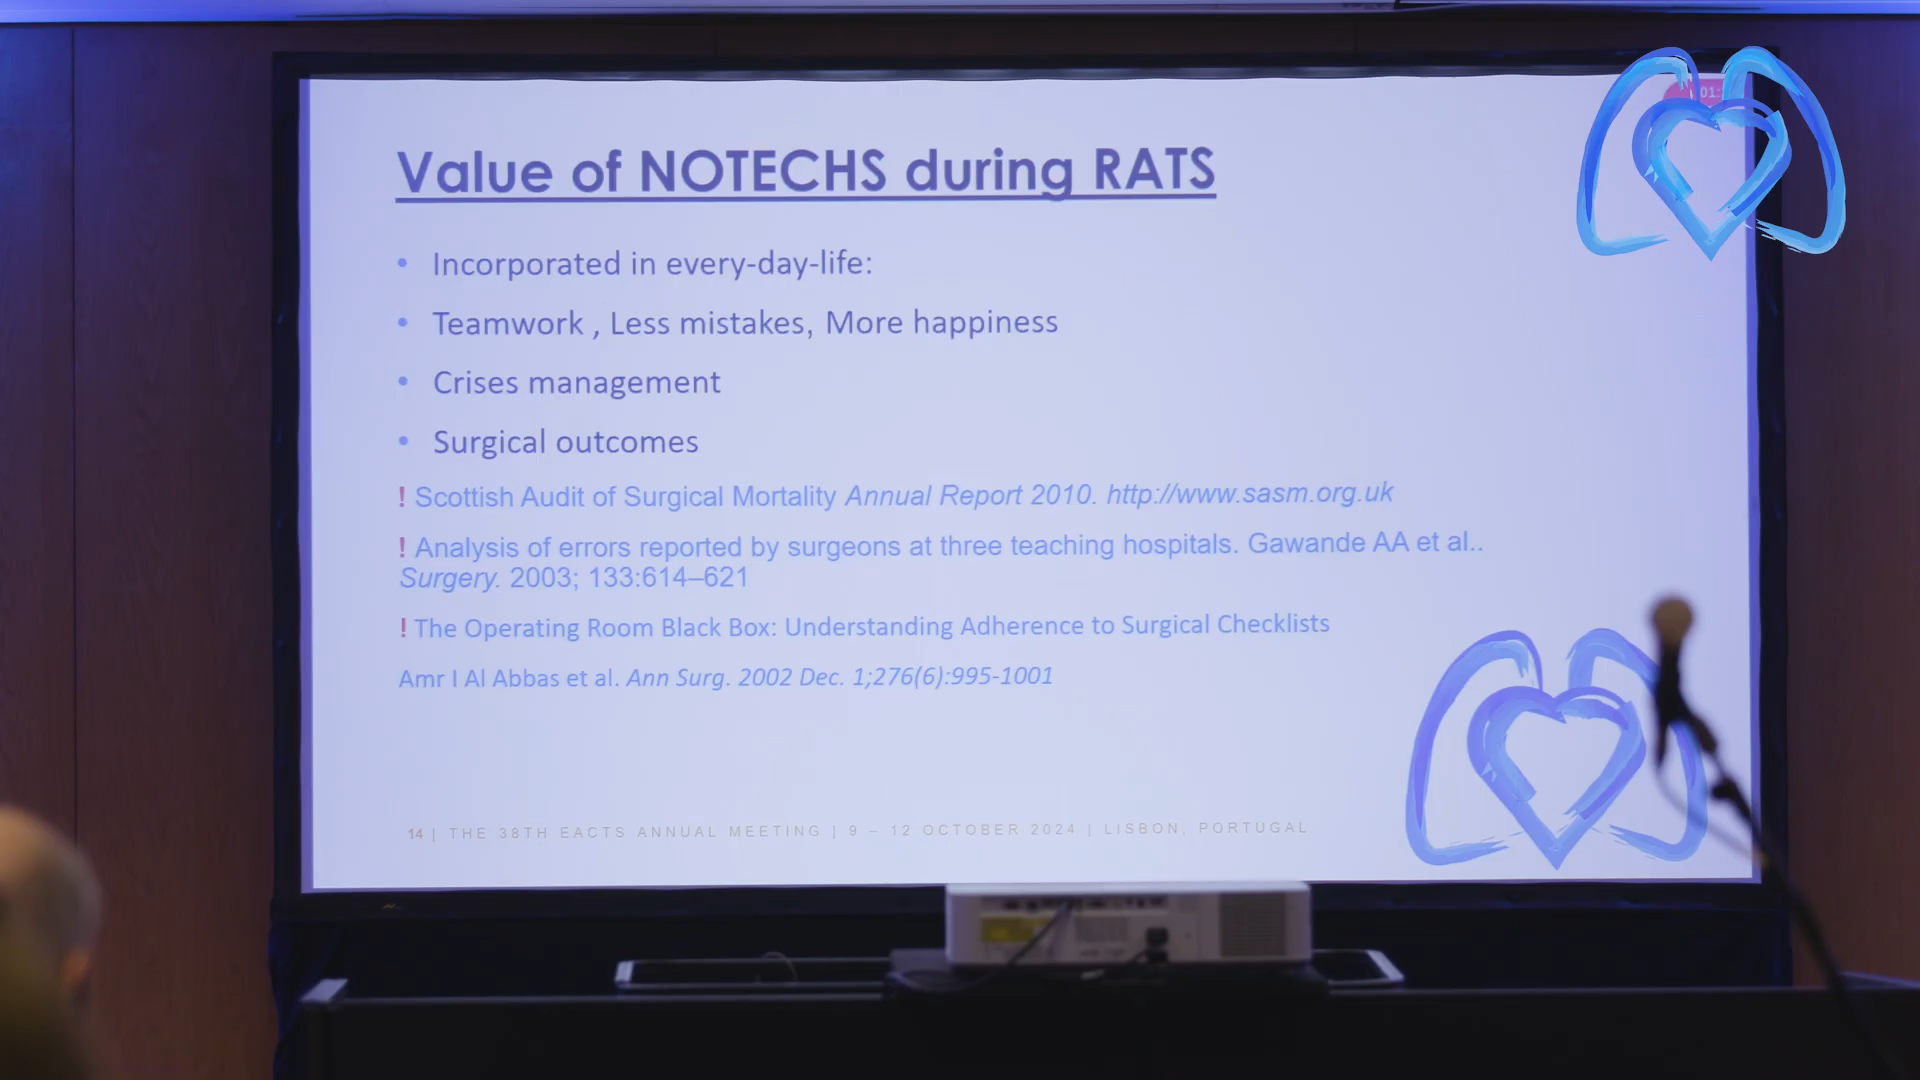 01:
Value of NOTECHS during RATS
• Incorporated in every-day-life:
• Teamwork , Less mistakes, More happiness
• Crises management
• Surgical outcomes
! Scottish Audit of Surgical Mortality Annual Report 2010. http://www.sasm.org.uk
! Analysis of errors reported by surgeons at three teaching hospitals. Gawande AA et al..
Surgery. 2003; 133:614–621
! The Operating Room Black Box: Understanding Adherence to Surgical Checklists
Amr I Al Abbas et al. Ann Surg. 2002 Dec. 1;276(6):995-1001
14 | THE 38TH EACTS ANNUAL MEETING | 9 – 12 OCTOBER 2024 | LISBON, PORTUGAL